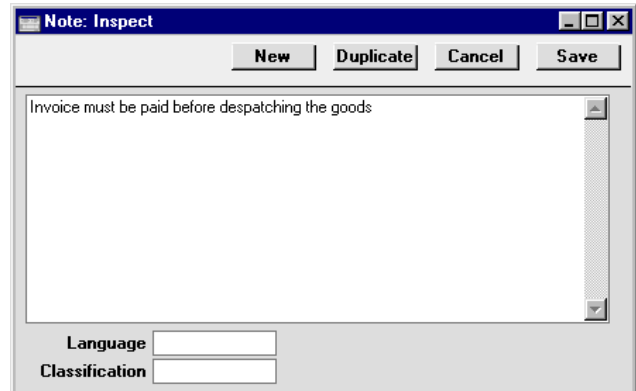 Note: Inspect
New Duplicate Cancel Save
Invoice must be paid before despatching the goods
Language
Classification